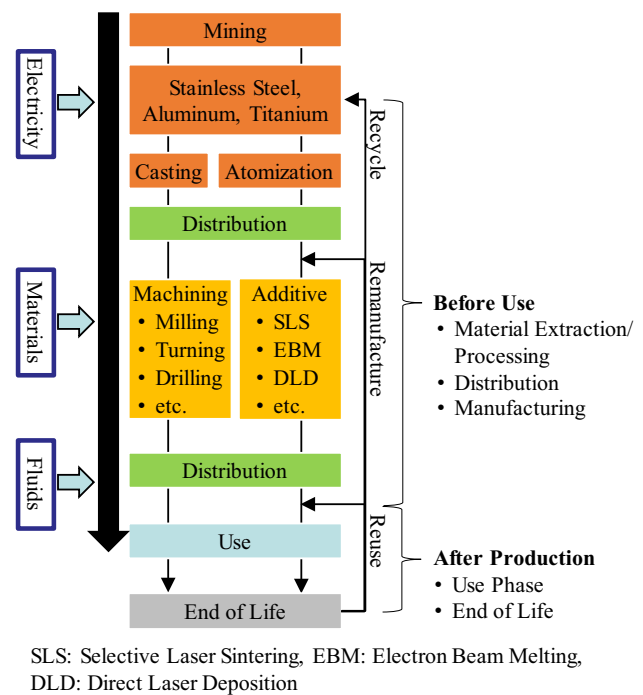 Mining
Electricity
Stainless Steel,
Aluminum, Titanium
Recycle
Casting
Atomization
Distribution
Materials
Machining
• Milling
• Turning
• Drilling
• etc.
Additive
• SLS
• EBM
• DLD
• etc.
Remanufacture
Before Use
• Material Extraction/
Processing
• Distribution
• Manufacturing
Fluids
Distribution
Reuse
Use
After Production
• Use Phase
• End of Life
End of Life
SLS: Selective Laser Sintering, EBM: Electron Beam Melting,
DLD: Direct Laser Deposition